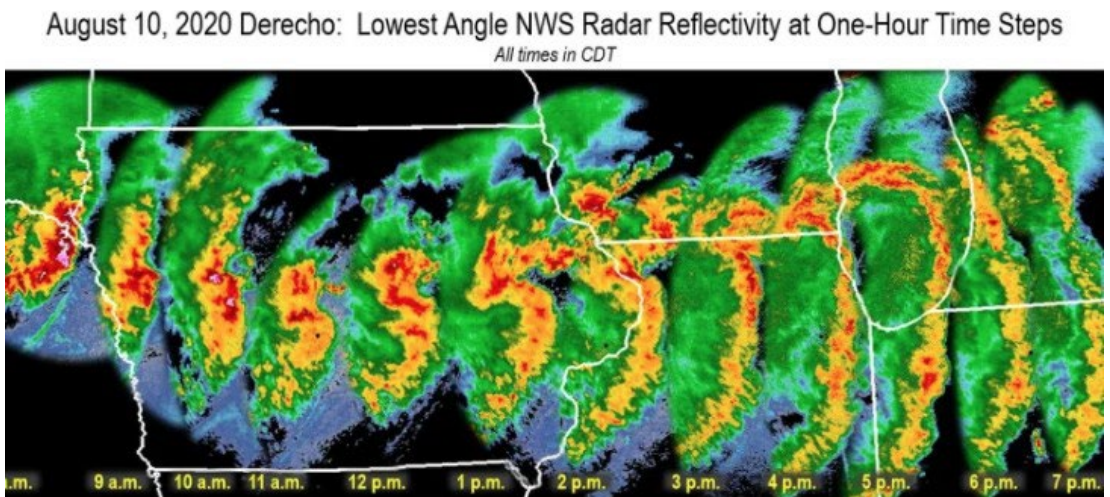 August 10, 2020 Derecho: Lowest Angle NWS Radar Reflectivity at One-Hour Time Steps
All times in CDT
.m. 9 a.m. 10 a.m. 11 a.m. 12 p.m. 1 p.m. 2 p.m. 3 p.m. 4 p.m. 5 p.m. 6 p.m. 7 p.m.